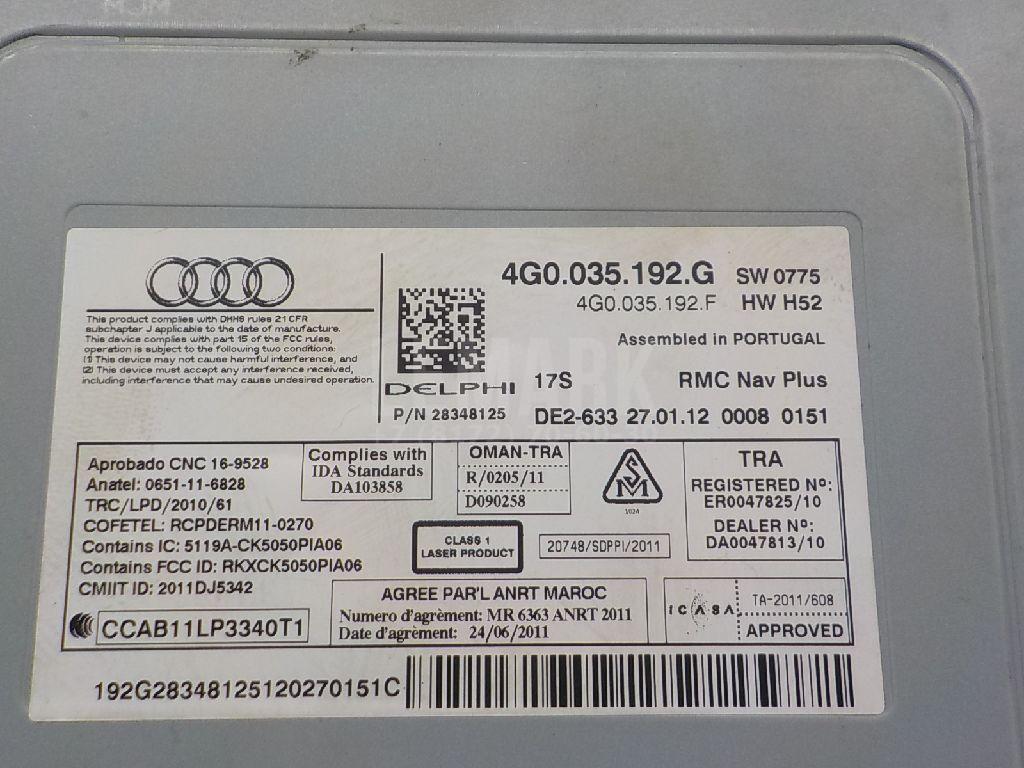 This product complies with DHHS rules 21 CFR
subchapter J applicable to the date of manufacture.
This device complies with part 15 of the FCC rules,
operation is subject to the following two conditions:
(1) This device may not cause harmful interference, and
(2) This device must accept any interference received,
including interference that may cause undesired operation.
DELPHI
P/N 28348125
4G0.035.192.G SW 0775
4G0.035.192.F HW H52
Assembled in PORTUGAL
17S RMC Nav Plus
DE2-633 27.01.12 0008 0151
Aprobado CNC 16-9528
Anatel: 0651-11-6828
TRC/LPD/2010/61
COFETEL: RCPDERM11-0270
Contains IC: 5119A-CK5050PIA06
Contains FCC ID: RKXCK5050PIA06
CMIIT ID: 2011DJ5342
CCAB11LP3340T1
Complies with
IDA Standards
DA103858
OMAN-TRA
R/0205/11
D090258
CLASS 1
LASER PRODUCT
1024
20748/SDPPI/2011
TRA
REGISTERED Nº:
ER0047825/10
DEALER Nº:
DA0047813/10
AGREE PAR'L ANRT MAROC
Numero d'agrèment: MR 6363 ANRT 2011
Date d'agrément: 24/06/2011
ICASA
TA-2011/608
APPROVED
192G28348125120270151C